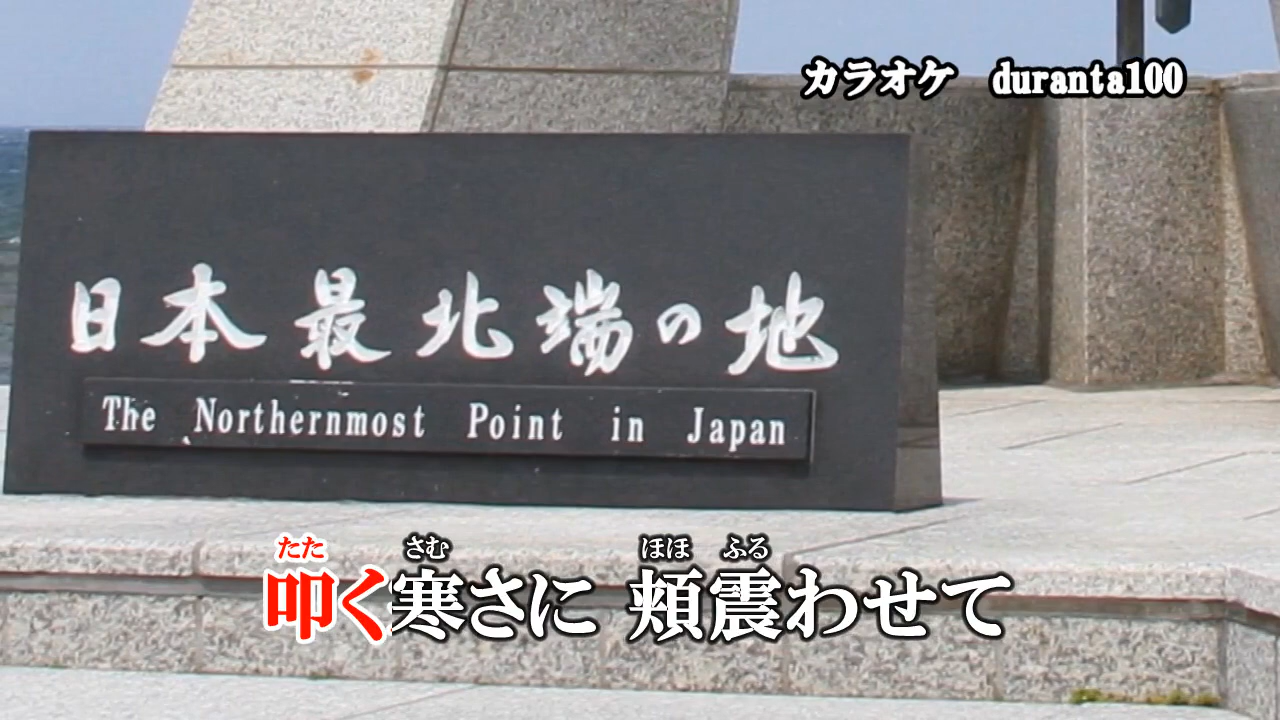 カラオケ duranta100
日本最北端の地
The Northernmost Point in Japan
たた さむ ほほ ふる
叩く寒さに 頬震わせて